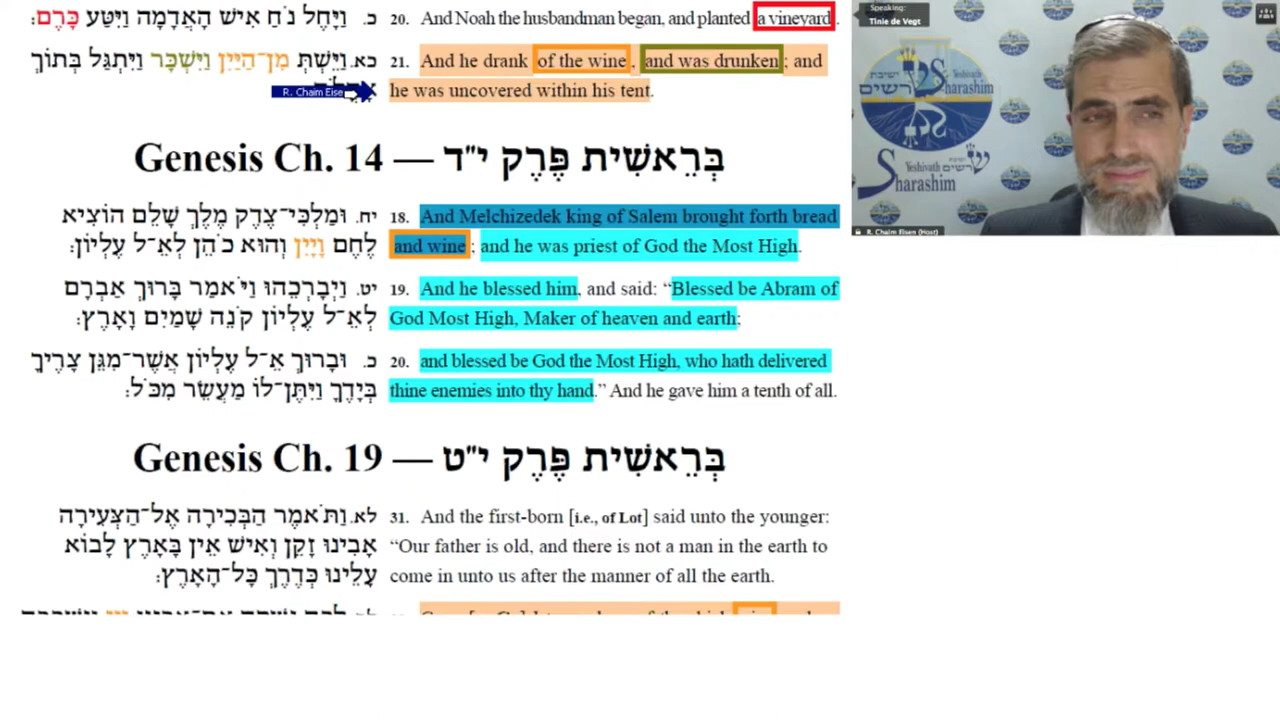 כ. וַיָּחֶל נֹחַ אִישׁ הָאֲדָמָה וַיִּטַּע כָּרֶם:
20. And Noah the husbandman began, and planted a vineyard.
כא. וַיֵּשְׁתְּ מִן־הַיַּיִן וַיִּשְׁכָּר וַיִּתְגַּל בְּתוֹךְ
21. And he drank of the wine, and was drunken; and
he was uncovered within his tent.
R. Chaim Eise
Genesis Ch. 14 — בְּרֵאשִׁית פֶּרֶק י״ד
יח. וּמַלְכִּי־צֶדֶק מֶלֶךְ שָׁלֵם הוֹצִיא
לֶחֶם וָיָיִן וְהוּא כֹהֵן לְאֵ־ל עֶלְיוֹן:
18. And Melchizedek king of Salem brought forth bread
and wine; and he was priest of God the Most High.
יט. וַיְבָרְכֵהוּ וַיֹּאמַר בָּרוּךְ אַבְרָם
לְאֵ־ל עֶלְיוֹן קֹנֵה שָׁמַיִם וָאָרֶץ:
19. And he blessed him, and said: “Blessed be Abram of
God Most High, Maker of heaven and earth;
כ. וּבָרוּךְ אֵ־ל עֶלְיוֹן אֲשֶׁר־מִגֵּן צָרֶיךָ
בְּיָדֶךָ וַיִּתֶּן־לוֹ מַעֲשֵׂר מִכֹּל:
20. and blessed be God the Most High, who hath delivered
thine enemies into thy hand.” And he gave him a tenth of all.
Genesis Ch. 19 — בְּרֵאשִׁית פֶּרֶק י״ט
לא. וַתֹּאמֶר הַבְּכִירָה אֶל־הַצְּעִירָה
אָבִינוּ זָקֵן וְאִישׁ אֵין בָּאָרֶץ לָבוֹא
עָלֵינוּ כְּדֶרֶךְ כָּל־הָאָרֶץ:
31. And the first-born [i.e., of Lot] said unto the younger:
“Our father is old, and there is not a man in the earth to
come in unto us after the manner of all the earth.
Speaking:
Tinie de Vegt
ישיבת שרשים
Yeshivath
Sharashim
ישיבת שרשים
Yeshivath
Sharashim
R. Chaim Eisen (Host)